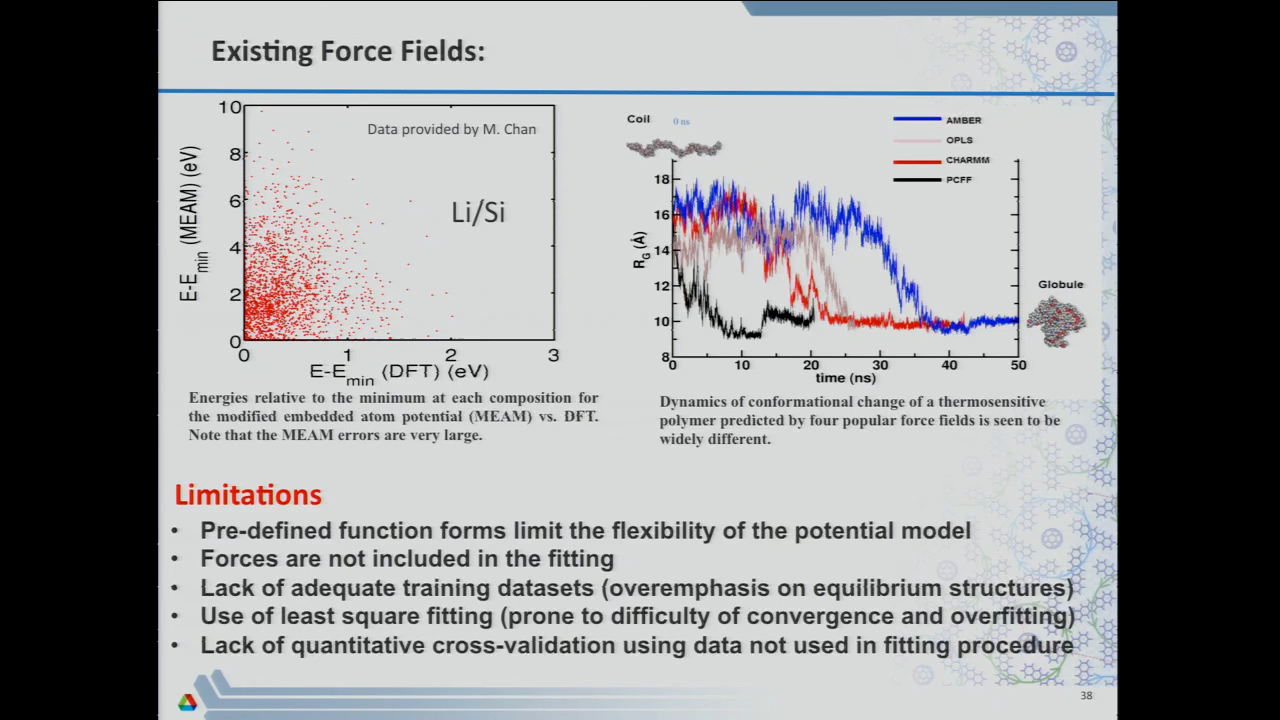 Existing Force Fields:
10
8
6
4
2
0
E-Emin (MEAM) (eV)
Data provided by M. Chan
Li/Si
0 1 2 3
E-Emin (DFT) (eV)
Energies relative to the minimum at each composition for
the modified embedded atom potential (MEAM) vs. DFT.
Note that the MEAM errors are very large.
Coil 0 ns
AMBER
OPLS
CHARMM
PCFF
18
16
14
12
10
8
RG (Å)
0 10 20 30 40 50
time (ns)
Globule
Dynamics of conformational change of a thermosensitive
polymer predicted by four popular force fields is seen to be
widely different.
Limitations
• Pre-defined function forms limit the flexibility of the potential model
• Forces are not included in the fitting
• Lack of adequate training datasets (overemphasis on equilibrium structures)
• Use of least square fitting (prone to difficulty of convergence and overfitting)
• Lack of quantitative cross-validation using data not used in fitting procedure
38